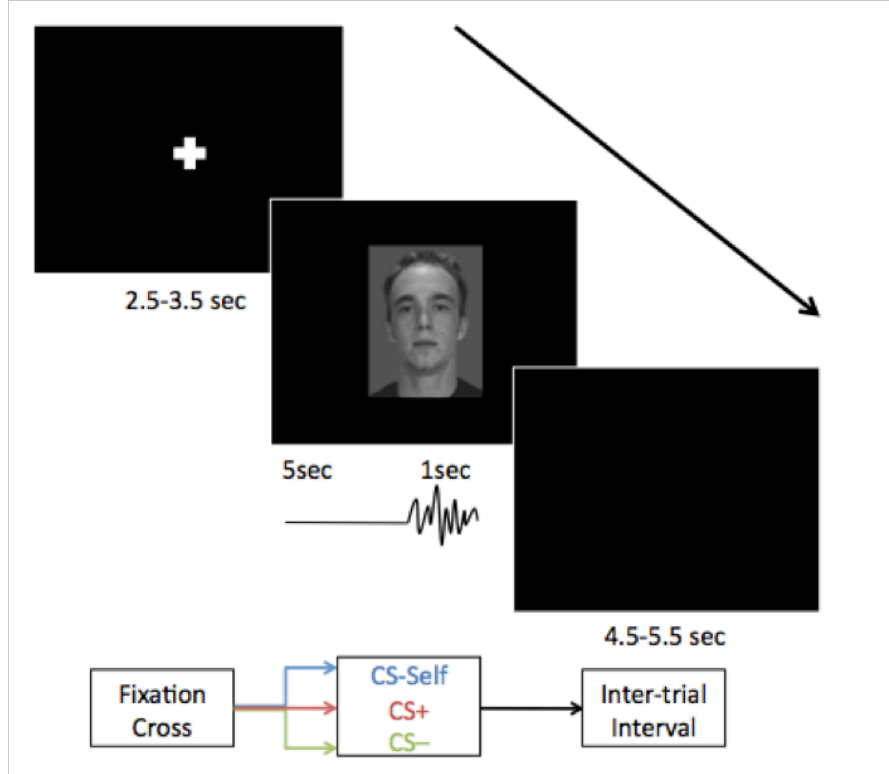 2.5-3.5 sec
5sec 1sec
4.5-5.5 sec
Fixation
Cross
CS-Self
CS+
CS−
Inter-trial
Interval